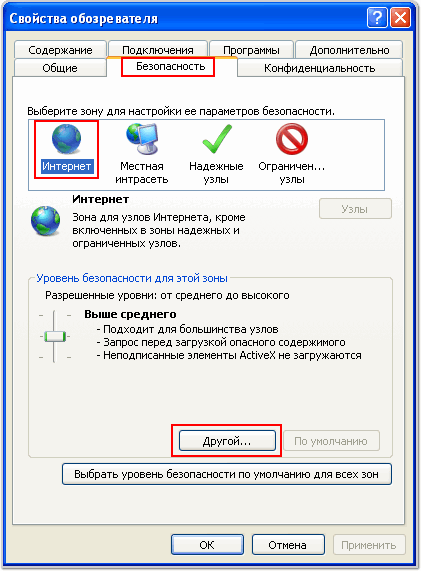 Свойства обозревателя
Содержание Подключения Программы Дополнительно
Общие Безопасность Конфиденциальность
Выберите зону для настройки ее параметров безопасности.
Интернет Местная интрасеть Надежные узлы Ограничен... узлы
Интернет
Зона для узлов Интернета, кроме
включенных в зоны надежных и
ограниченных узлов.
Узлы
Уровень безопасности для этой зоны
Разрешенные уровни: от среднего до высокого
Выше среднего
- Подходит для большинства узлов
- Запрос перед загрузкой опасного содержимого
- Неподписанные элементы ActiveX не загружаются
Другой... По умолчанию
Выбрать уровень безопасности по умолчанию для всех зон
ОК Отмена Применить